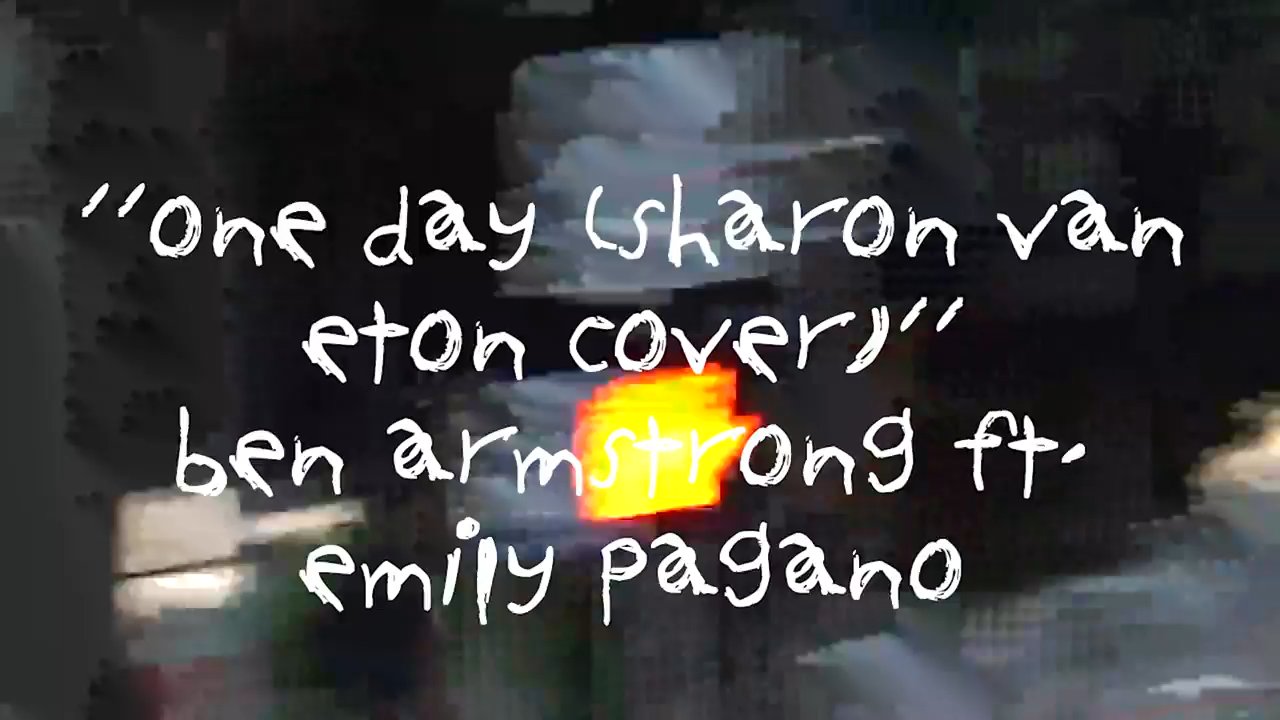 "one day (sharon van
eton cover)"
ben armstrong ft.
emily pagano